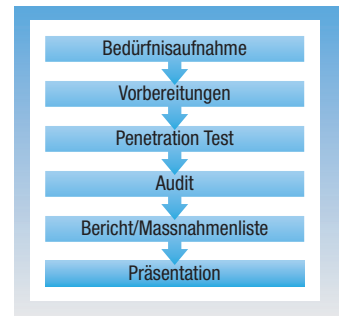 Bedürfnisaufnahme
Vorbereitungen
Penetration Test
Audit
Bericht/Massnahmenliste
Präsentation